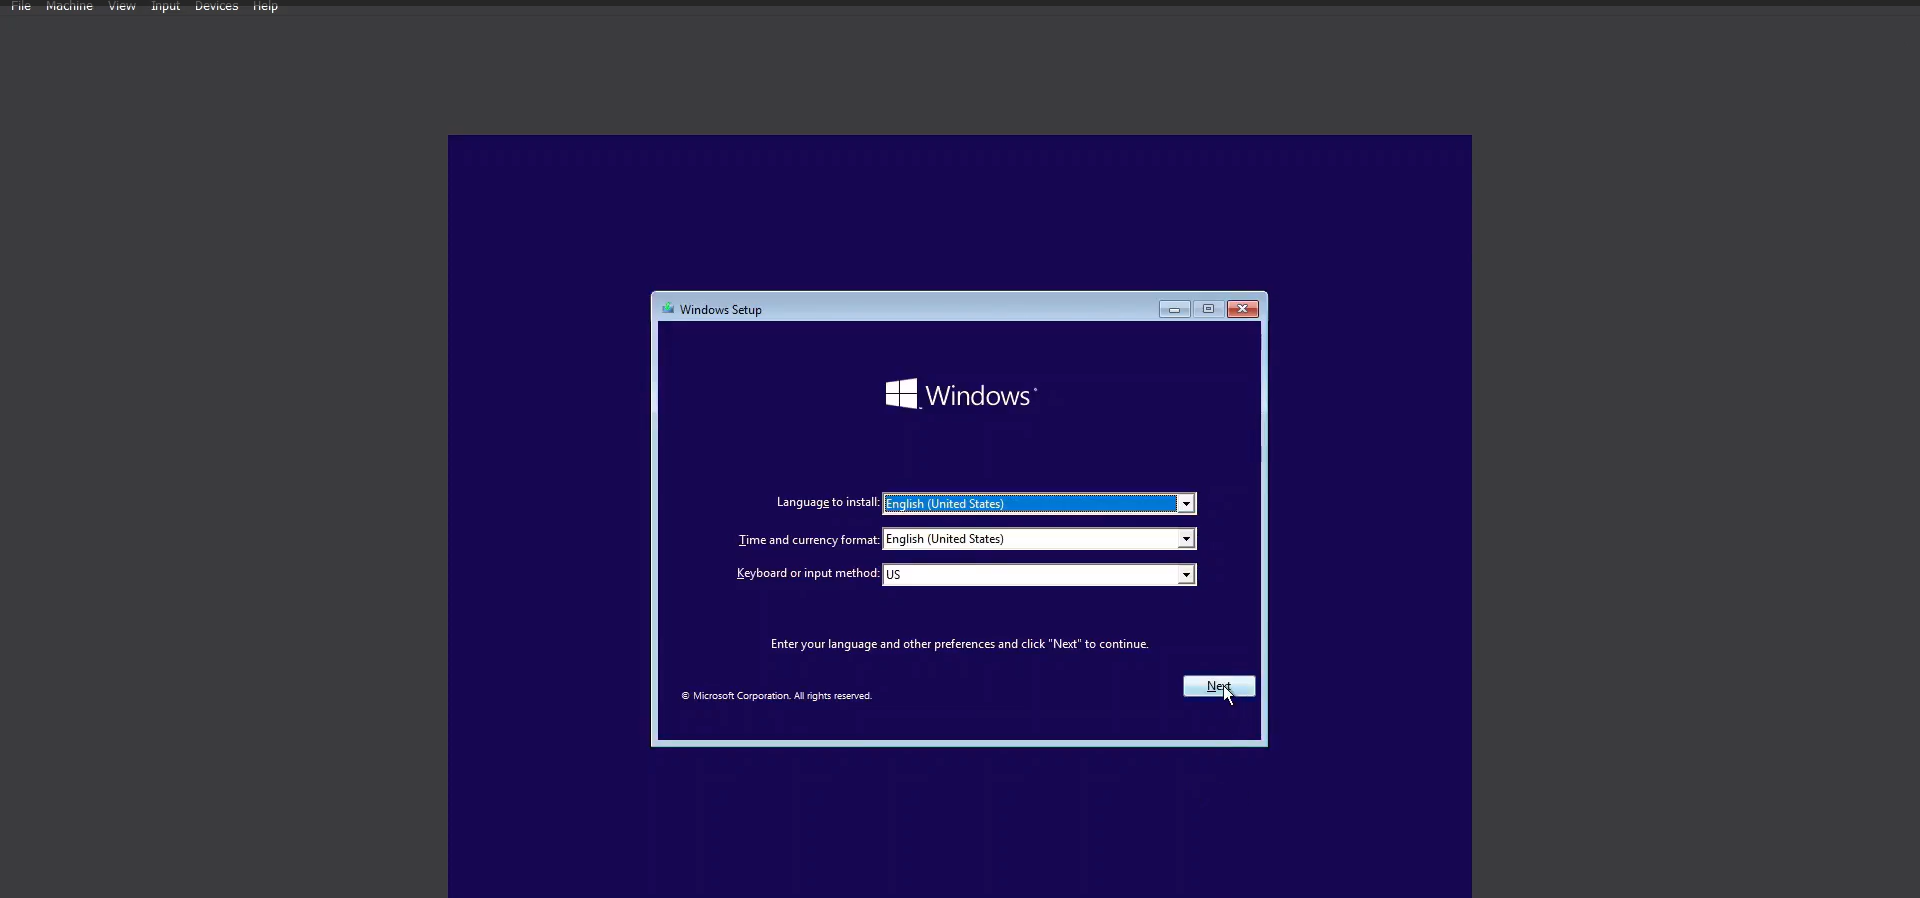 File Machine View Input Devices Help
Windows Setup
Windows
Language to install: English (United States)
Time and currency format: English (United States)
Keyboard or input method: US
Enter your language and other preferences and click "Next" to continue.
Next
© Microsoft Corporation. All rights reserved.